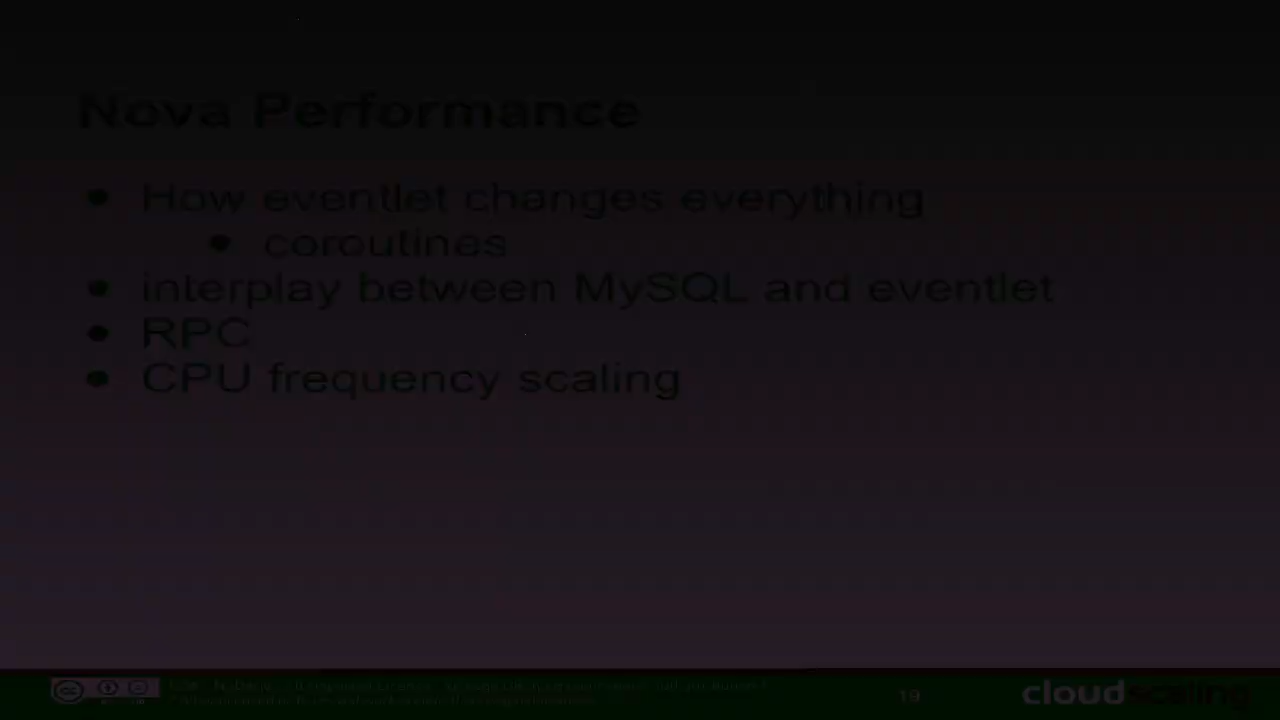 Nova Performance
• How eventlet changes everything
• coroutines
• interplay between MySQL and eventlet
• RPC
• CPU frequency scaling
19
cloudscaling